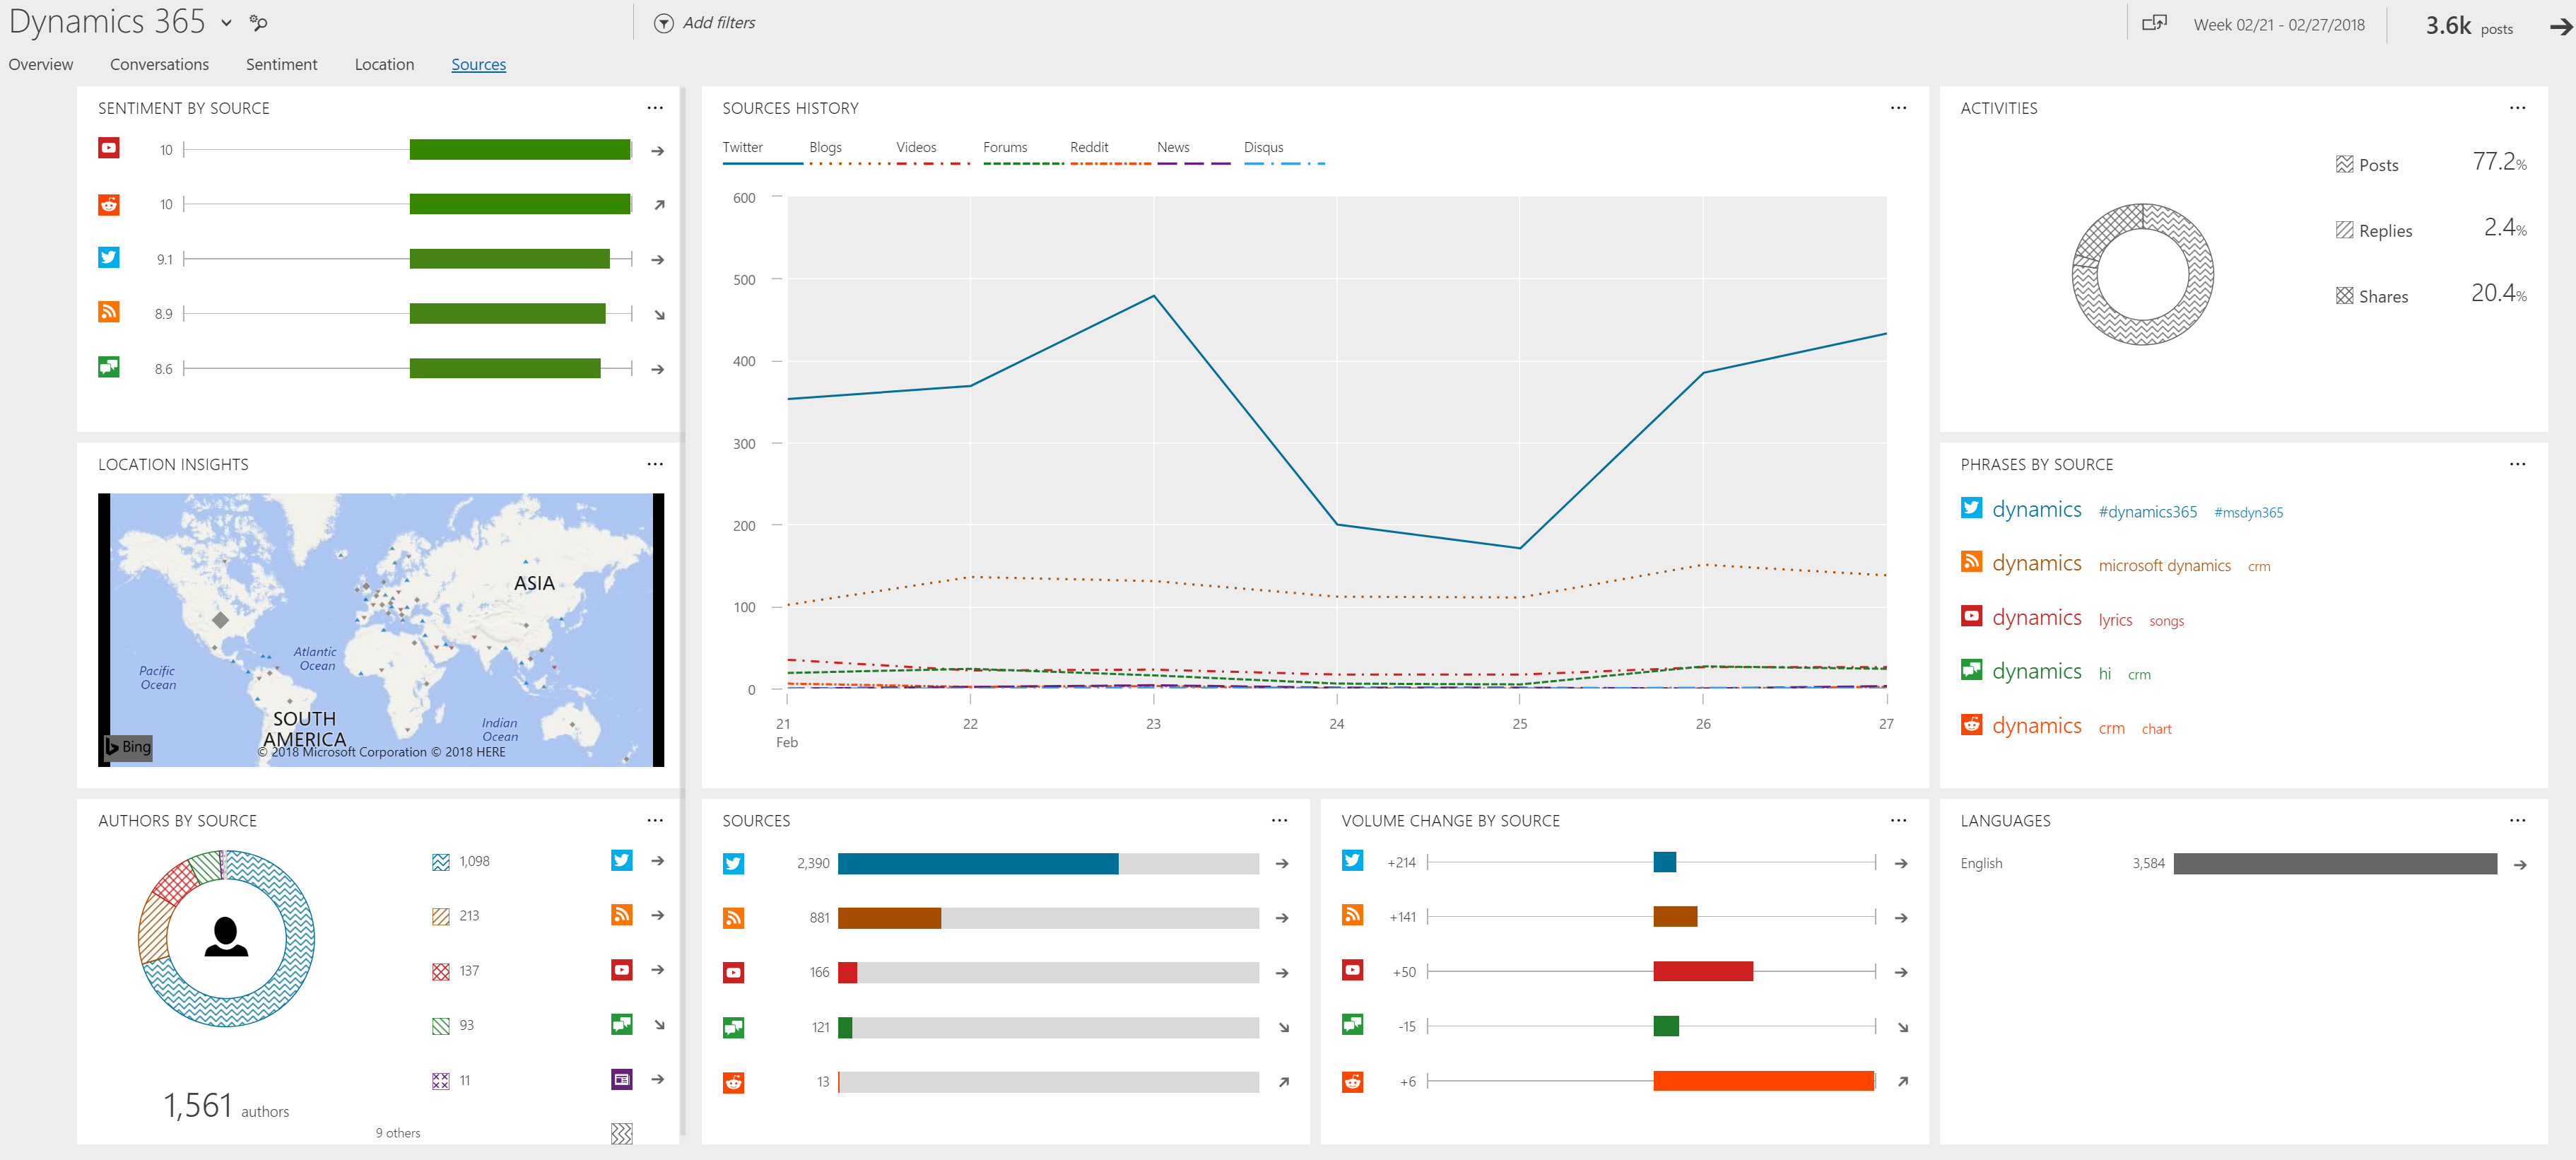 Dynamics 365
Add filters
Week 02/21 - 02/27/2018
3.6k posts
Overview Conversations Sentiment Location Sources
SENTIMENT BY SOURCE
10
10
9.1
8.9
8.6
LOCATION INSIGHTS
ASIA
Atlantic
Ocean
Pacific
Ocean
SOUTH
AMERICA
Indian
Ocean
Bing
© 2018 Microsoft Corporation © 2018 HERE
AUTHORS BY SOURCE
1,098
213
137
93
11
1,561 authors
9 others
SOURCES HISTORY
Twitter Blogs Videos Forums Reddit News Disqus
600
500
400
300
200
100
0
21 22 23 24 25 26 27
Feb
SOURCES
2,390
881
166
121
13
VOLUME CHANGE BY SOURCE
+214
+141
+50
-15
+6
ACTIVITIES
Posts 77.2%
Replies 2.4%
Shares 20.4%
PHRASES BY SOURCE
dynamics #dynamics365 #msdyn365
dynamics microsoft dynamics crm
dynamics lyrics songs
dynamics hi crm
dynamics crm chart
LANGUAGES
English 3,584